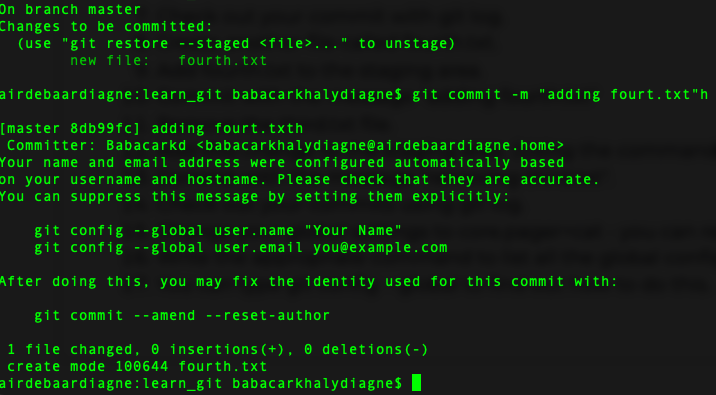 On branch master
Changes to be committed:
  (use "git restore --staged <file>..." to unstage)
        new file:   fourth.txt

airdebaardiagne:learn_git babacarkhalydiagne$ git commit -m "adding fourt.txt"h

[master 8db99fc] adding fourt.txth
 Committer: Babacarkd <babacarkhalydiagne@airdebaardiagne.home>
Your name and email address were configured automatically based
on your username and hostname. Please check that they are accurate.
You can suppress this message by setting them explicitly:

    git config --global user.name "Your Name"
    git config --global user.email you@example.com

After doing this, you may fix the identity used for this commit with:

    git commit --amend --reset-author

 1 file changed, 0 insertions(+), 0 deletions(-)
 create mode 100644 fourth.txt
airdebaardiagne:learn_git babacarkhalydiagne$